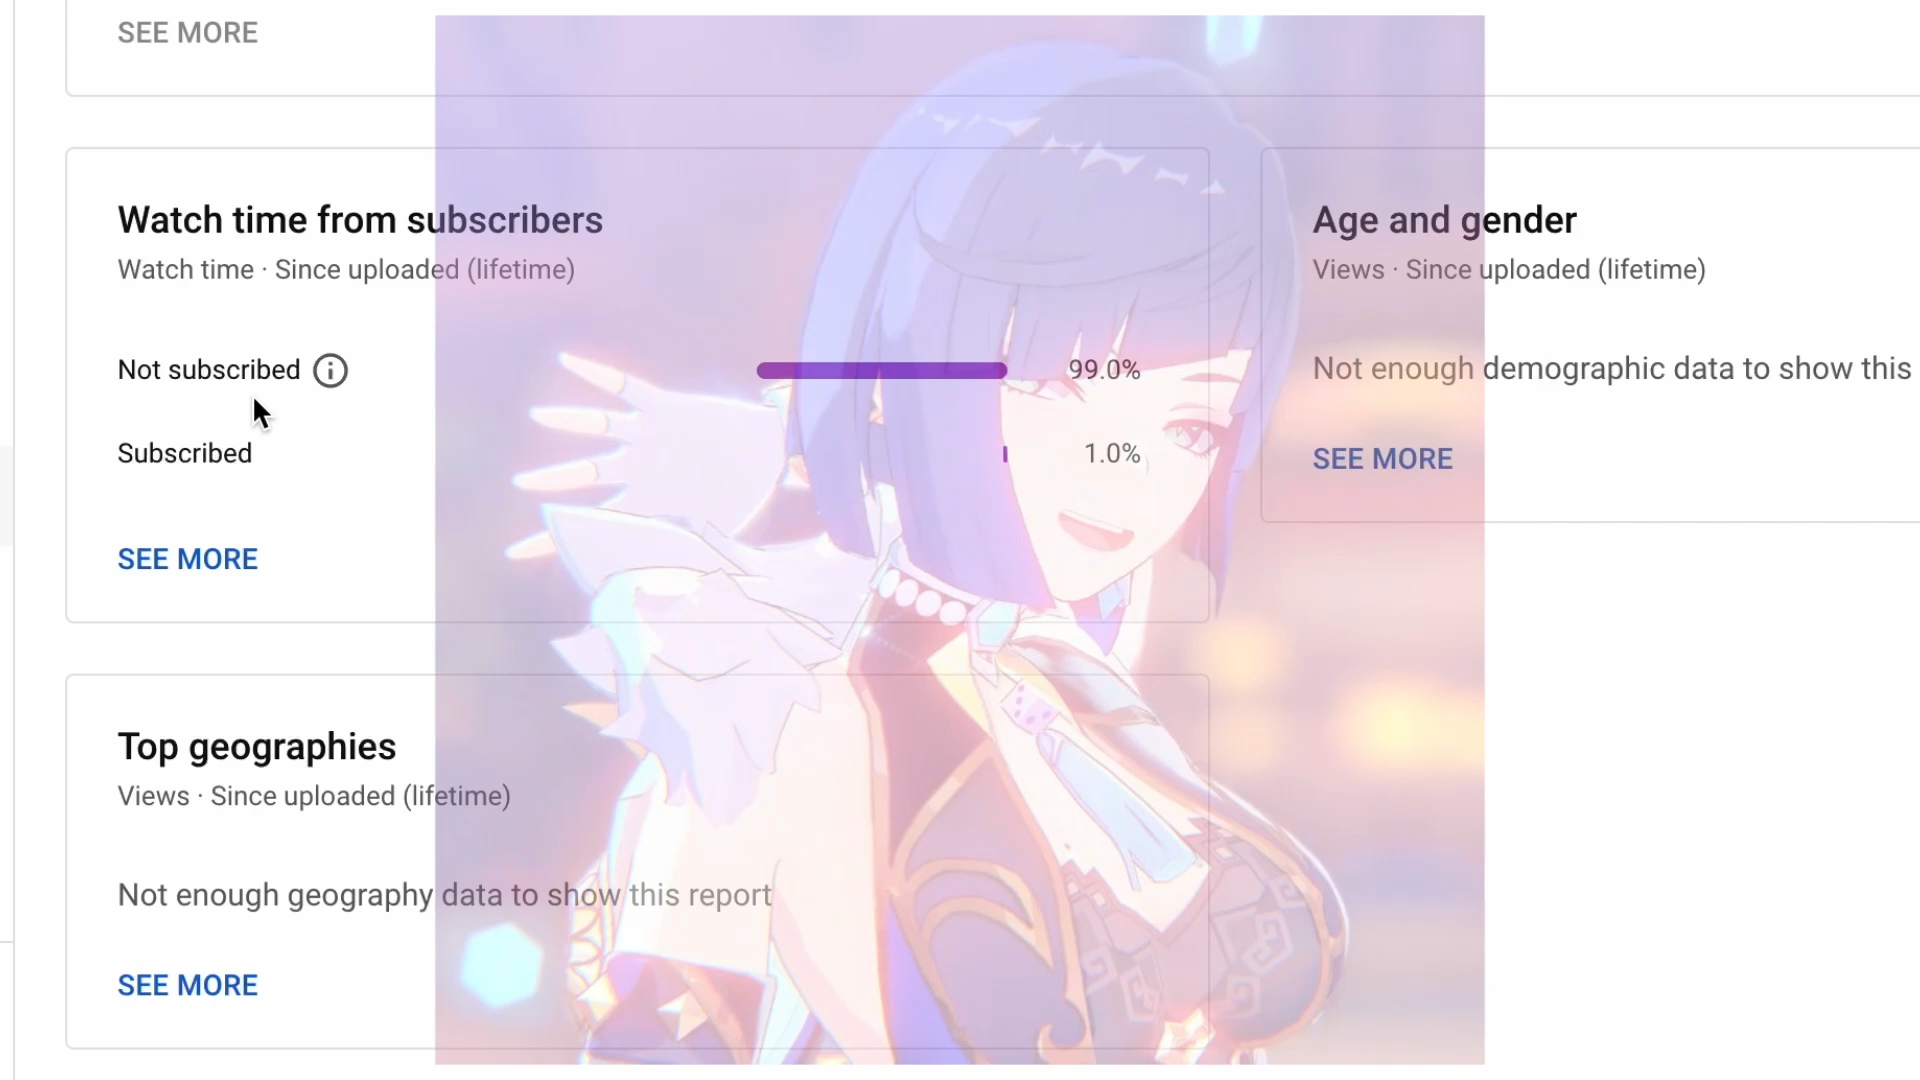 SEE MORE
Watch time from subscribers
Watch time · Since uploaded (lifetime)
Not subscribed 99.0%
Subscribed 1.0%
SEE MORE
Age and gender
Views · Since uploaded (lifetime)
Not enough demographic data to show this
SEE MORE
Top geographies
Views · Since uploaded (lifetime)
Not enough geography data to show this report
SEE MORE